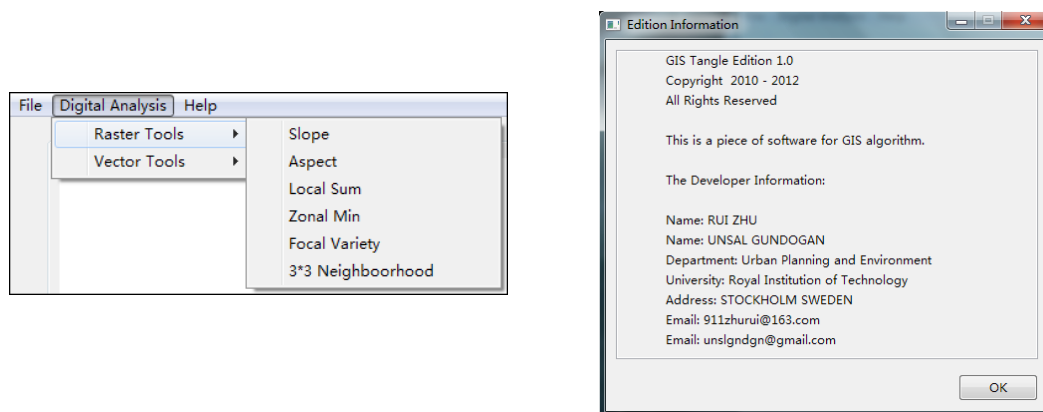 File Digital Analysis Help
Raster Tools
Vector Tools
Slope
Aspect
Local Sum
Zonal Min
Focal Variety
3*3 Neighboorhood
Edition Information
GIS Tangle Edition 1.0
Copyright 2010 - 2012
All Rights Reserved
This is a piece of software for GIS algorithm.
The Developer Information:
Name: RUI ZHU
Name: UNSAL GUNDOGAN
Department: Urban Planning and Environment
University: Royal Institution of Technology
Address: STOCKHOLM SWEDEN
Email: 911zhurui@163.com
Email: unslgndgn@gmail.com
OK